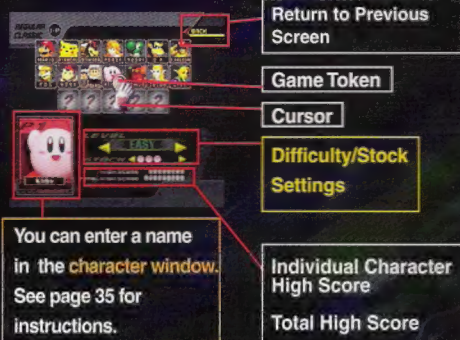 REGULAR
CLASSIC
BACK
Return to Previous
Screen
Game Token
Cursor
LEVEL
EASY
Difficulty/Stock
Settings
You can enter a name
in the character window.
See page 35 for
instructions.
Individual Character
High Score
Total High Score